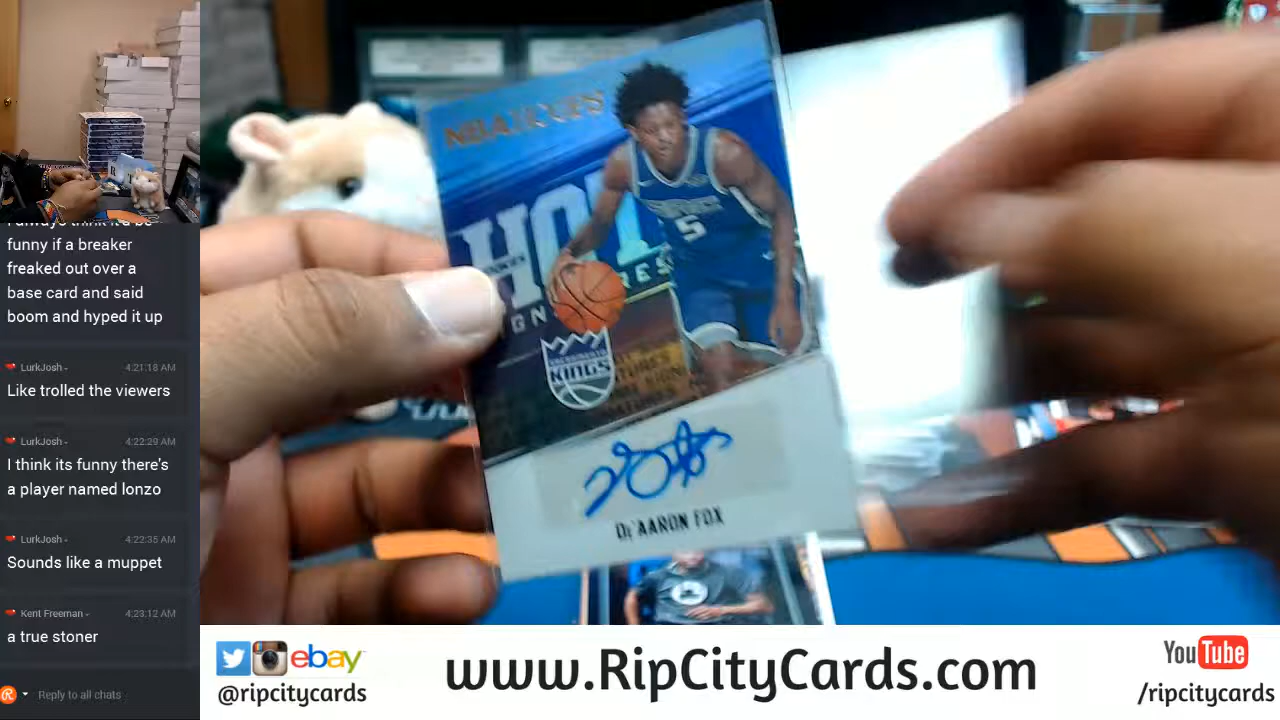 funny if a breaker
freaked out over a
base card and said
boom and hyped it up
LurkJosh - 4:21:18 AM
Like trolled the viewers
LurkJosh - 4:22:29 AM
I think its funny there's
a player named lonzo
LurkJosh - 4:22:35 AM
Sounds like a muppet
Kent Freeman - 4:23:12 AM
a true stoner
Reply to all chats
NBA HOOPS
HOT
5
SACRAMENTO
KINGS
De'AARON FOX
ebay
@ripcitycards
www.RipCityCards.com
YouTube
/ripcitycards